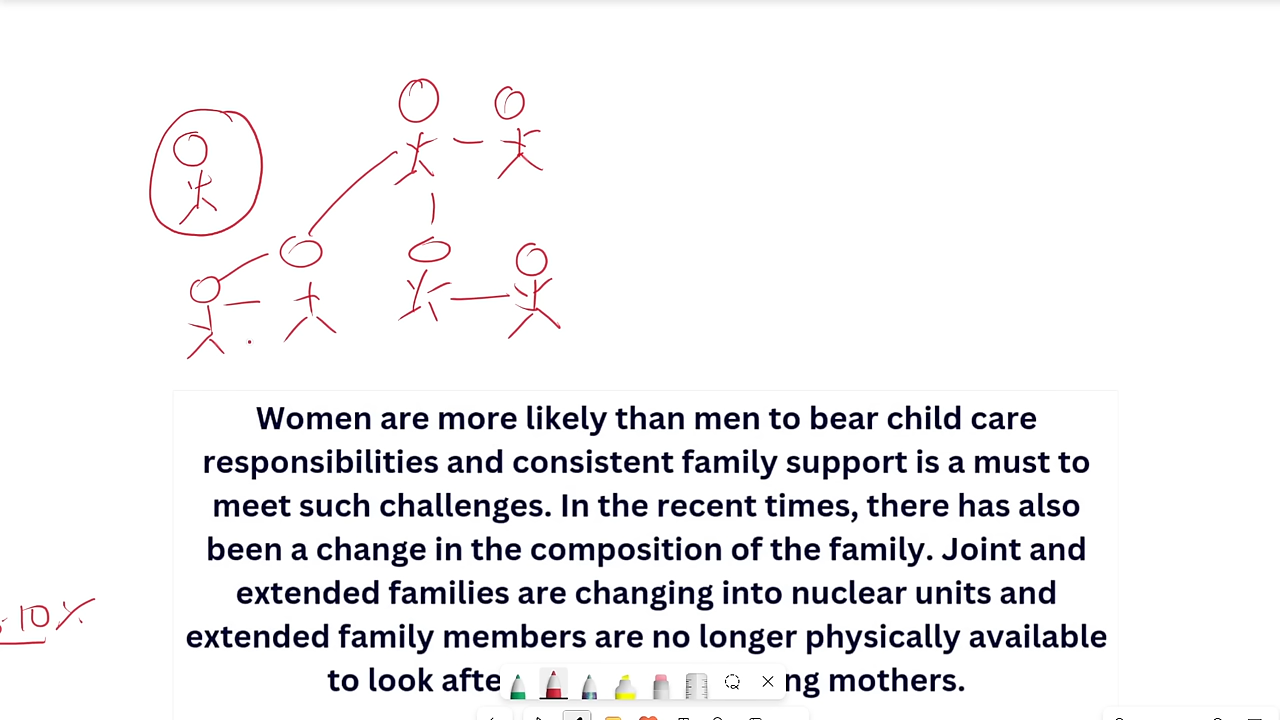 Women are more likely than men to bear child care
responsibilities and consistent family support is a must to
meet such challenges. In the recent times, there has also
been a change in the composition of the family. Joint and
extended families are changing into nuclear units and
10%
extended family members are no longer physically available
to look afte ng mothers.